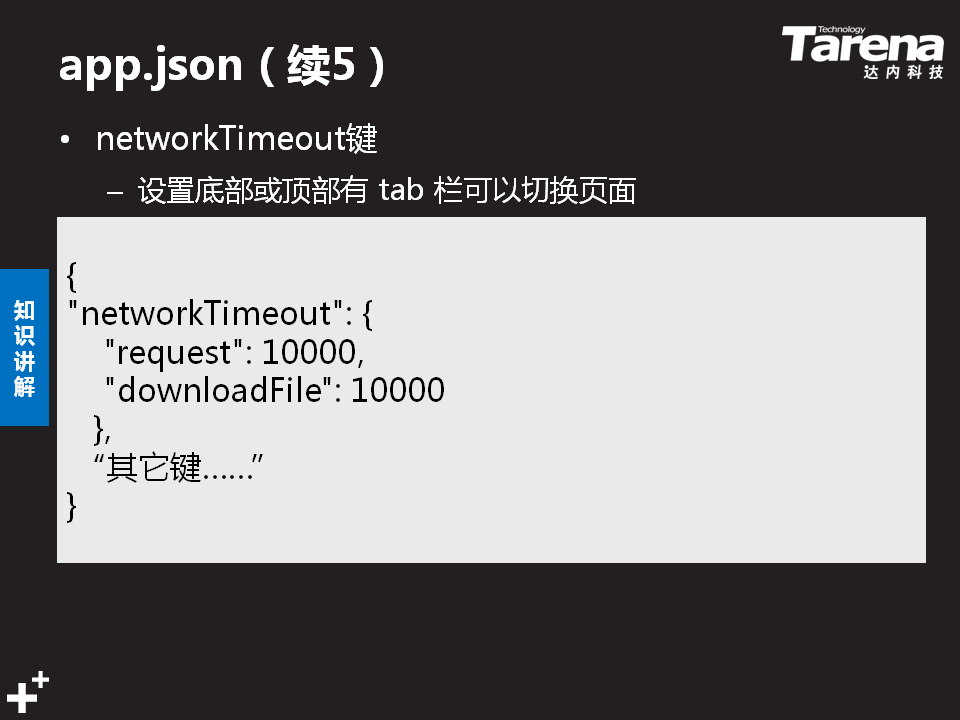 app.json（续5）
Technology
Tarena
达内科技
• networkTimeout键
– 设置底部或顶部有 tab 栏可以切换页面
知识讲解
{
"networkTimeout": {
"request": 10000,
"downloadFile": 10000
},
“其它键……”
}